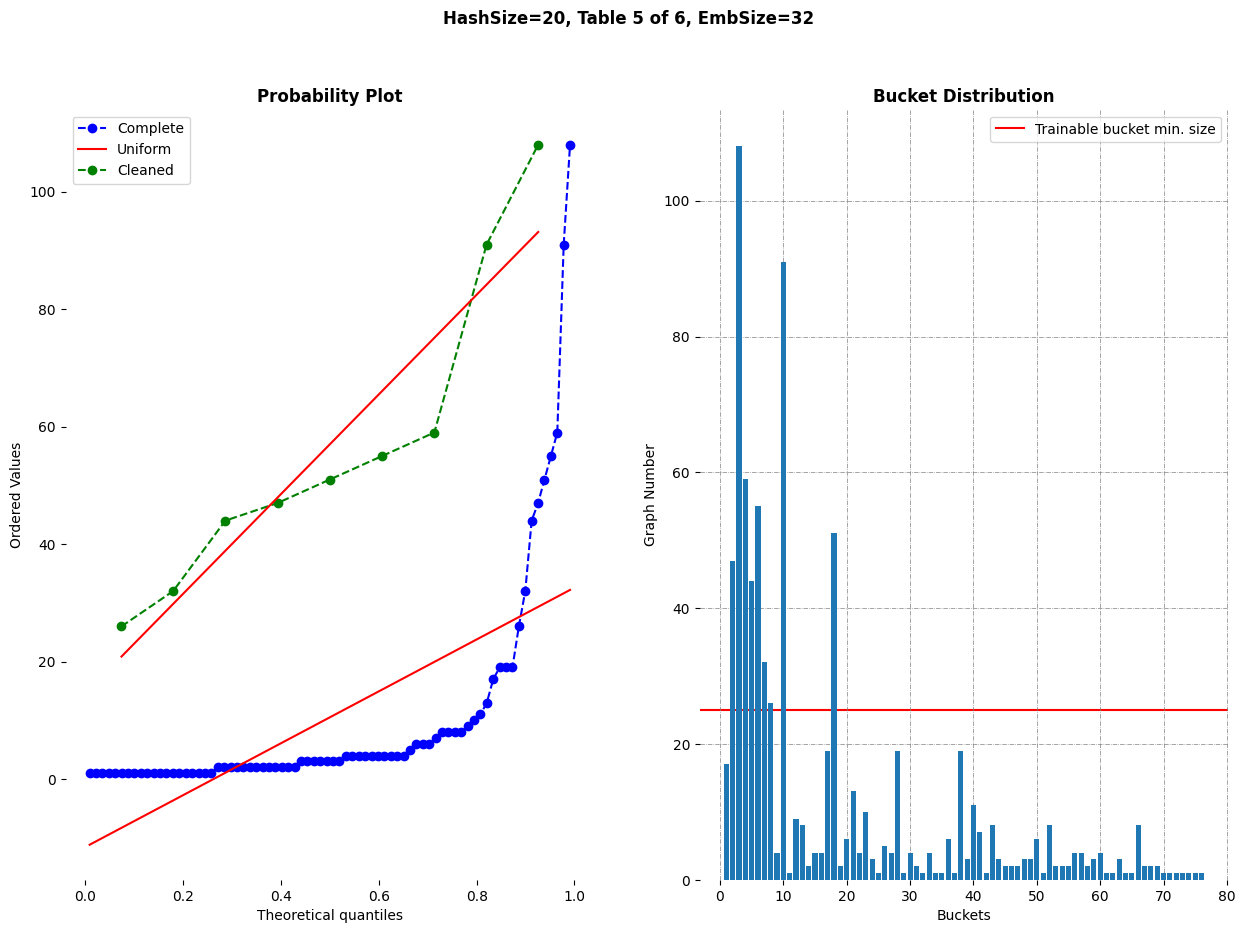 HashSize=20, Table 5 of 6, EmbSize=32
Probability Plot
Complete
Uniform
Cleaned
100
80
60
40
20
0
Ordered Values
0.0 0.2 0.4 0.6 0.8 1.0
Theoretical quantiles
Bucket Distribution
Trainable bucket min. size
100
80
60
40
20
0
Graph Number
0 10 20 30 40 50 60 70 80
Buckets